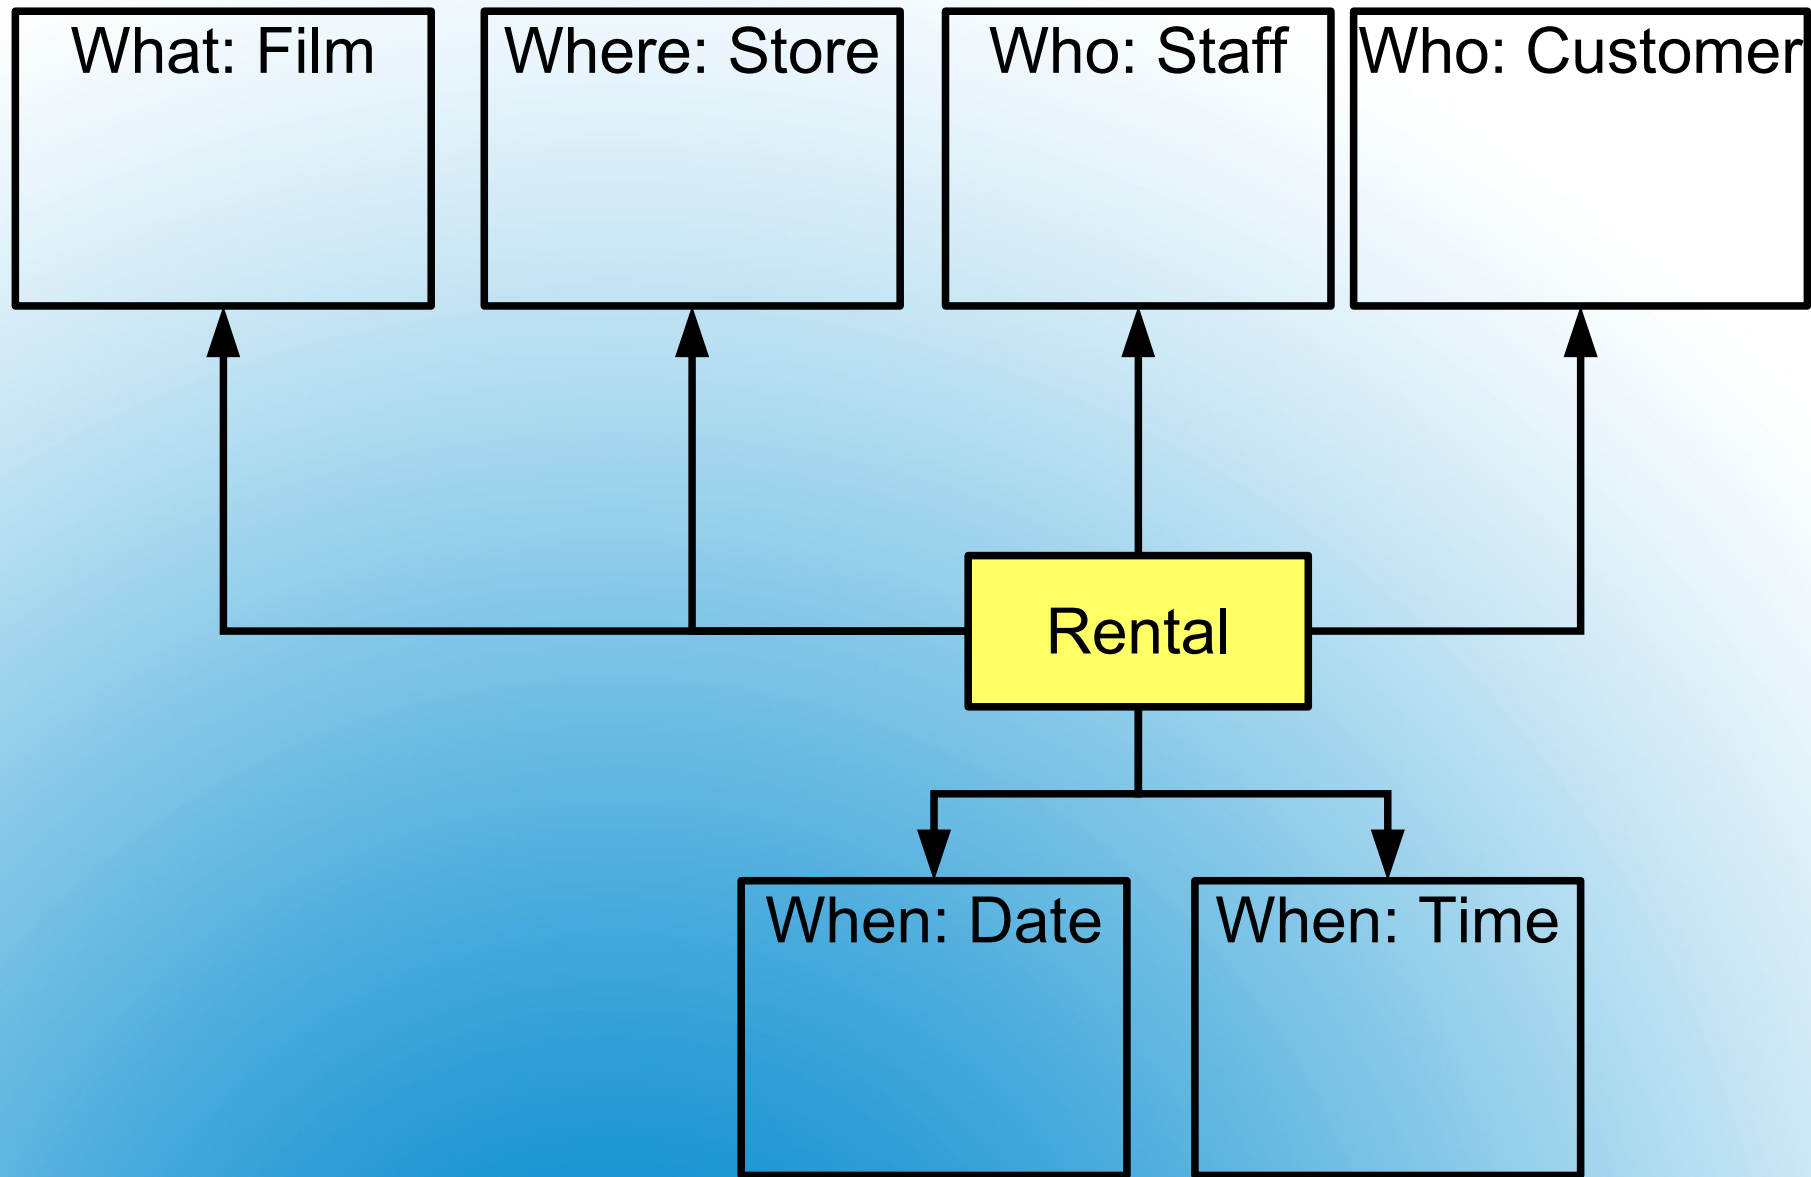 What: Film
Where: Store
Who: Staff
Who: Customer
Rental
When: Date
When: Time